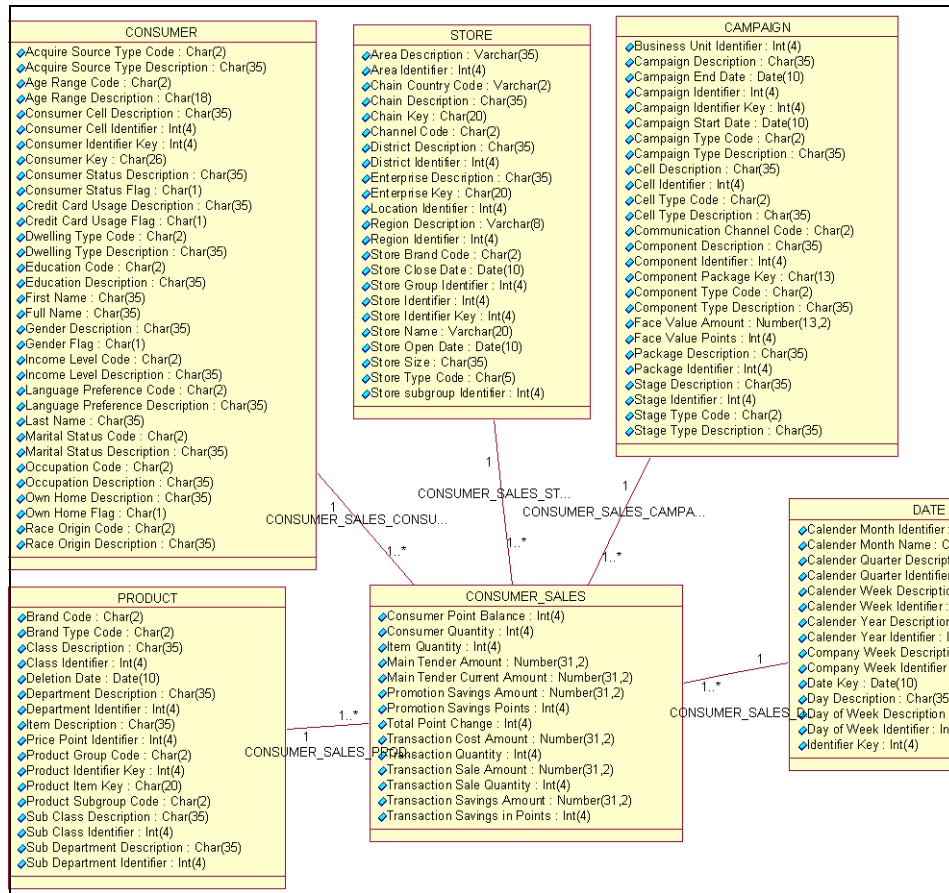 CONSUMER
Acquire Source Type Code : Char(2)
Acquire Source Type Description : Char(35)
Age Range Code : Char(2)
Age Range Description : Char(18)
Consumer Cell Description : Char(35)
Consumer Cell Identifier : Int(4)
Consumer Identifier Key : Int(4)
Consumer Key : Char(26)
Consumer Status Description : Char(35)
Consumer Status Flag : Char(1)
Credit Card Usage Description : Char(35)
Credit Card Usage Flag : Char(1)
Dwelling Type Code : Char(2)
Dwelling Type Description : Char(35)
Education Code : Char(2)
Education Description : Char(35)
First Name : Char(35)
Full Name : Char(35)
Gender Description : Char(35)
Gender Flag : Char(1)
Income Level Code : Char(2)
Income Level Description : Char(35)
Language Preference Code : Char(2)
Language Preference Description : Char(35)
Last Name : Char(35)
Marital Status Code : Char(2)
Marital Status Description : Char(35)
Occupation Code : Char(2)
Occupation Description : Char(35)
Own Home Description : Char(35)
Own Home Flag : Char(1)
Race Origin Code : Char(2)
Race Origin Description : Char(35)
STORE
Area Description : Varchar(35)
Area Identifier : Int(4)
Chain Country Code : Varchar(2)
Chain Description : Char(35)
Chain Key : Char(20)
Channel Code : Char(2)
District Description : Char(35)
District Identifier : Int(4)
Enterprise Description : Char(35)
Enterprise Key : Char(20)
Location Identifier : Int(4)
Region Description : Varchar(8)
Region Identifier : Int(4)
Store Brand Code : Char(2)
Store Close Date : Date(10)
Store Group Identifier : Int(4)
Store Identifier : Int(4)
Store Identifier Key : Int(4)
Store Name : Varchar(20)
Store Open Date : Date(10)
Store Size : Char(35)
Store Type Code : Char(5)
Store subgroup Identifier : Int(4)
CAMPAIGN
Business Unit Identifier : Int(4)
Campaign Description : Char(35)
Campaign End Date : Date(10)
Campaign Identifier : Int(4)
Campaign Identifier Key : Int(4)
Campaign Start Date : Date(10)
Campaign Type Code : Char(2)
Campaign Type Description : Char(35)
Cell Description : Char(35)
Cell Identifier : Int(4)
Cell Type Code : Char(2)
Cell Type Description : Char(35)
Communication Channel Code : Char(2)
Component Description : Char(35)
Component Identifier : Int(4)
Component Package Key : Char(13)
Component Type Code : Char(2)
Component Type Description : Char(35)
Face Value Amount : Number(13,2)
Face Value Points : Int(4)
Package Description : Char(35)
Package Identifier : Int(4)
Stage Description : Char(35)
Stage Identifier : Int(4)
Stage Type Code : Char(2)
Stage Type Description : Char(35)
1
CONSUMER_SALES_CONSU...
1..*
1
CONSUMER_SALES_ST...
1..*
1
CONSUMER_SALES_CAMPA...
1..*
PRODUCT
Brand Code : Char(2)
Brand Type Code : Char(2)
Class Description : Char(35)
Class Identifier : Int(4)
Deletion Date : Date(10)
Department Description : Char(35)
Department Identifier : Int(4)
Item Description : Char(35)
Price Point Identifier : Int(4)
Product Group Code : Char(2)
Product Identifier Key : Int(4)
Product Item Key : Char(20)
Product Subgroup Code : Char(2)
Sub Class Description : Char(35)
Sub Class Identifier : Int(4)
Sub Department Description : Char(35)
Sub Department Identifier : Int(4)
1
1..*
CONSUMER_SALES_PROD
CONSUMER_SALES
Consumer Point Balance : Int(4)
Consumer Quantity : Int(4)
Item Quantity : Int(4)
Main Tender Amount : Number(31,2)
Main Tender Current Amount : Number(31,2)
Promotion Savings Amount : Number(31,2)
Promotion Savings Points : Int(4)
Total Point Change : Int(4)
Transaction Cost Amount : Number(31,2)
Transaction Quantity : Int(4)
Transaction Sale Amount : Number(31,2)
Transaction Sale Quantity : Int(4)
Transaction Savings Amount : Number(31,2)
Transaction Savings in Points : Int(4)
1
1..*
CONSUMER_SALES_D
DATE
Calender Month Identifier :
Calender Month Name : C
Calender Quarter Descript
Calender Quarter Identifier
Calender Week Descriptio
Calender Week Identifier :
Calender Year Description
Calender Year Identifier : I
Company Week Descripti
Company Week Identifier
Date Key : Date(10)
Day Description : Char(35
Day of Week Description
Day of Week Identifier : In
Identifier Key : Int(4)